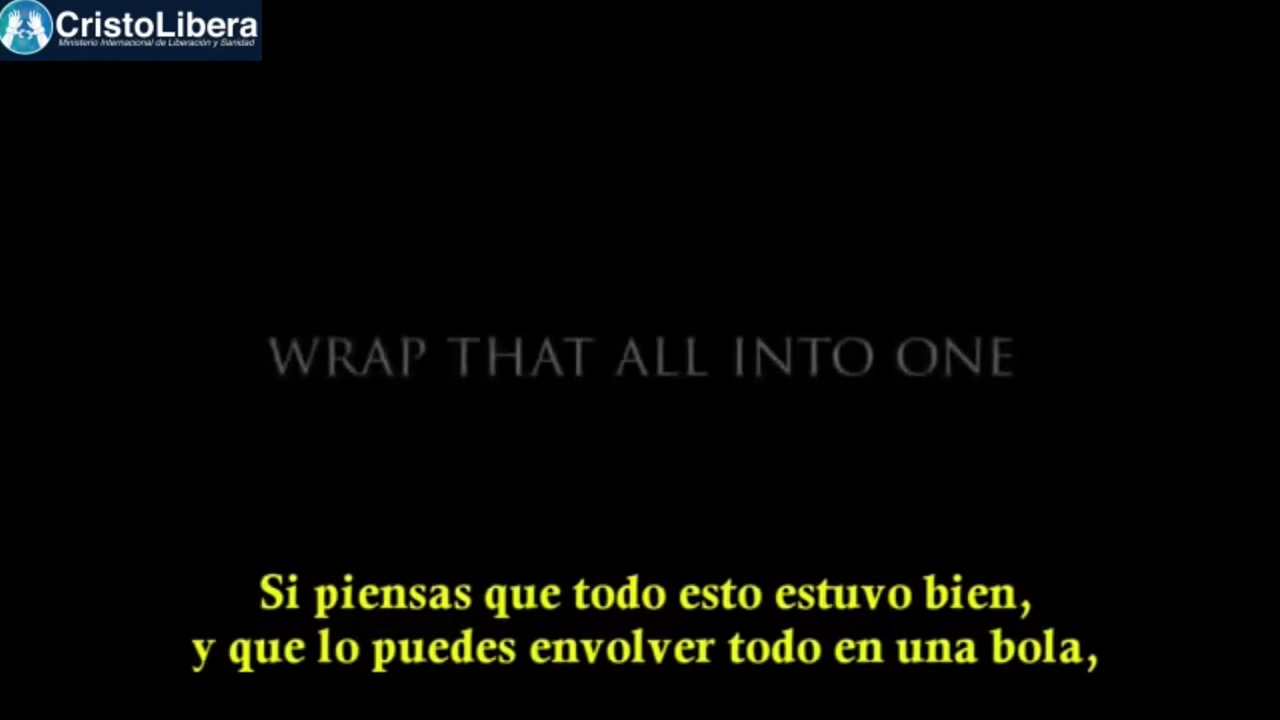 CristoLibera
Ministerio Internacional de Liberación y Sanidad
WRAP THAT ALL INTO ONE
Si piensas que todo esto estuvo bien,
y que lo puedes envolver todo en una bola,